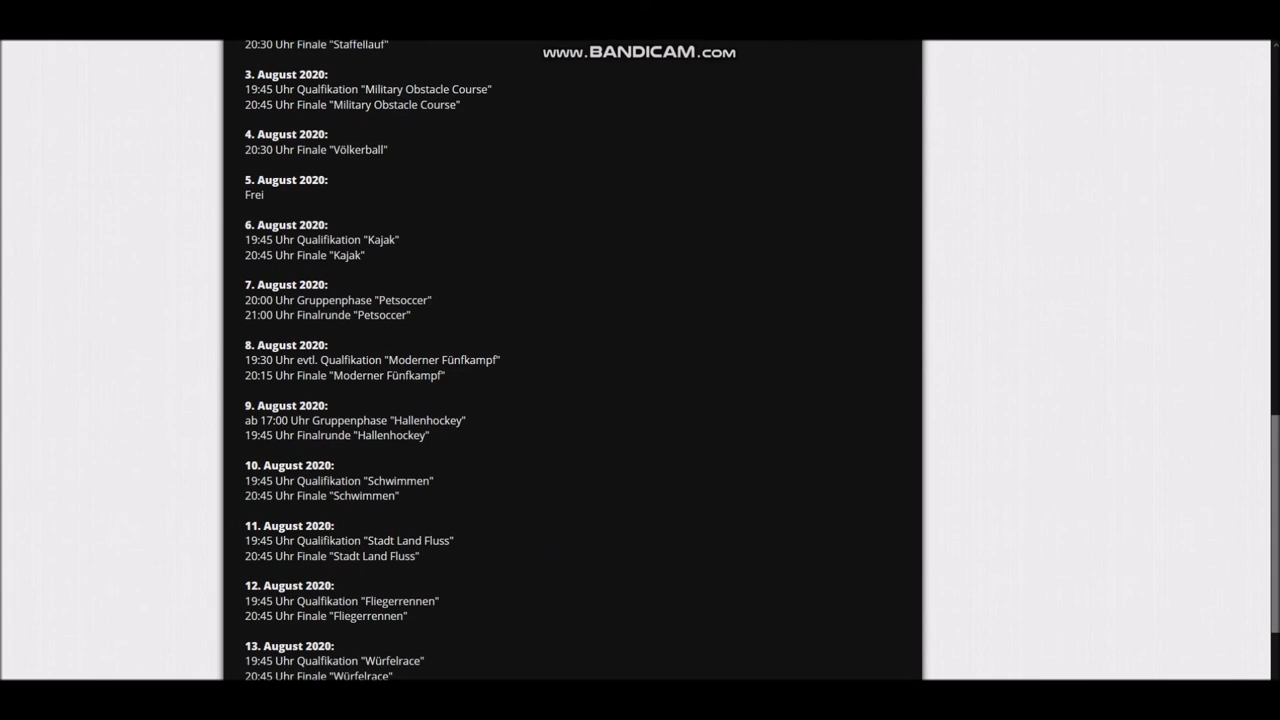 20:30 Uhr Finale "Staffellauf"
www.BANDICAM.com
3. August 2020:
19:45 Uhr Qualfikation "Military Obstacle Course"
20:45 Uhr Finale "Military Obstacle Course"
4. August 2020:
20:30 Uhr Finale "Völkerball"
5. August 2020:
Frei
6. August 2020:
19:45 Uhr Qualifikation "Kajak"
20:45 Uhr Finale "Kajak"
7. August 2020:
20:00 Uhr Gruppenphase "Petsoccer"
21:00 Uhr Finalrunde "Petsoccer"
8. August 2020:
19:30 Uhr evtl. Qualfikation "Moderner Fünfkampf"
20:15 Uhr Finale "Moderner Fünfkampf"
9. August 2020:
ab 17:00 Uhr Gruppenphase "Hallenhockey"
19:45 Uhr Finalrunde "Hallenhockey"
10. August 2020:
19:45 Uhr Qualifikation "Schwimmen"
20:45 Uhr Finale "Schwimmen"
11. August 2020:
19:45 Uhr Qualifikation "Stadt Land Fluss"
20:45 Uhr Finale "Stadt Land Fluss"
12. August 2020:
19:45 Uhr Qualfikation "Fliegerrennen"
20:45 Uhr Finale "Fliegerrennen"
13. August 2020:
19:45 Uhr Qualfikation "Würfelrace"
20:45 Uhr Finale "Würfelrace"